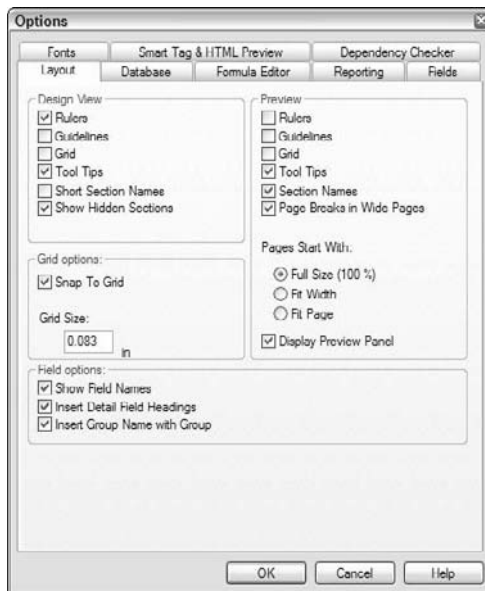 Options
Fonts
Smart Tag & HTML Preview
Dependency Checker
Layout
Database
Formula Editor
Reporting
Fields
Design View
Rulers
Guidelines
Grid
Tool Tips
Short Section Names
Show Hidden Sections
Grid options:
Snap To Grid
Grid Size:
0.083
in
Preview
Rulers
Guidelines
Grid
Tool Tips
Section Names
Page Breaks in Wide Pages
Pages Start With:
Full Size (100 %)
Fit Width
Fit Page
Display Preview Panel
Field options:
Show Field Names
Insert Detail Field Headings
Insert Group Name with Group
OK
Cancel
Help